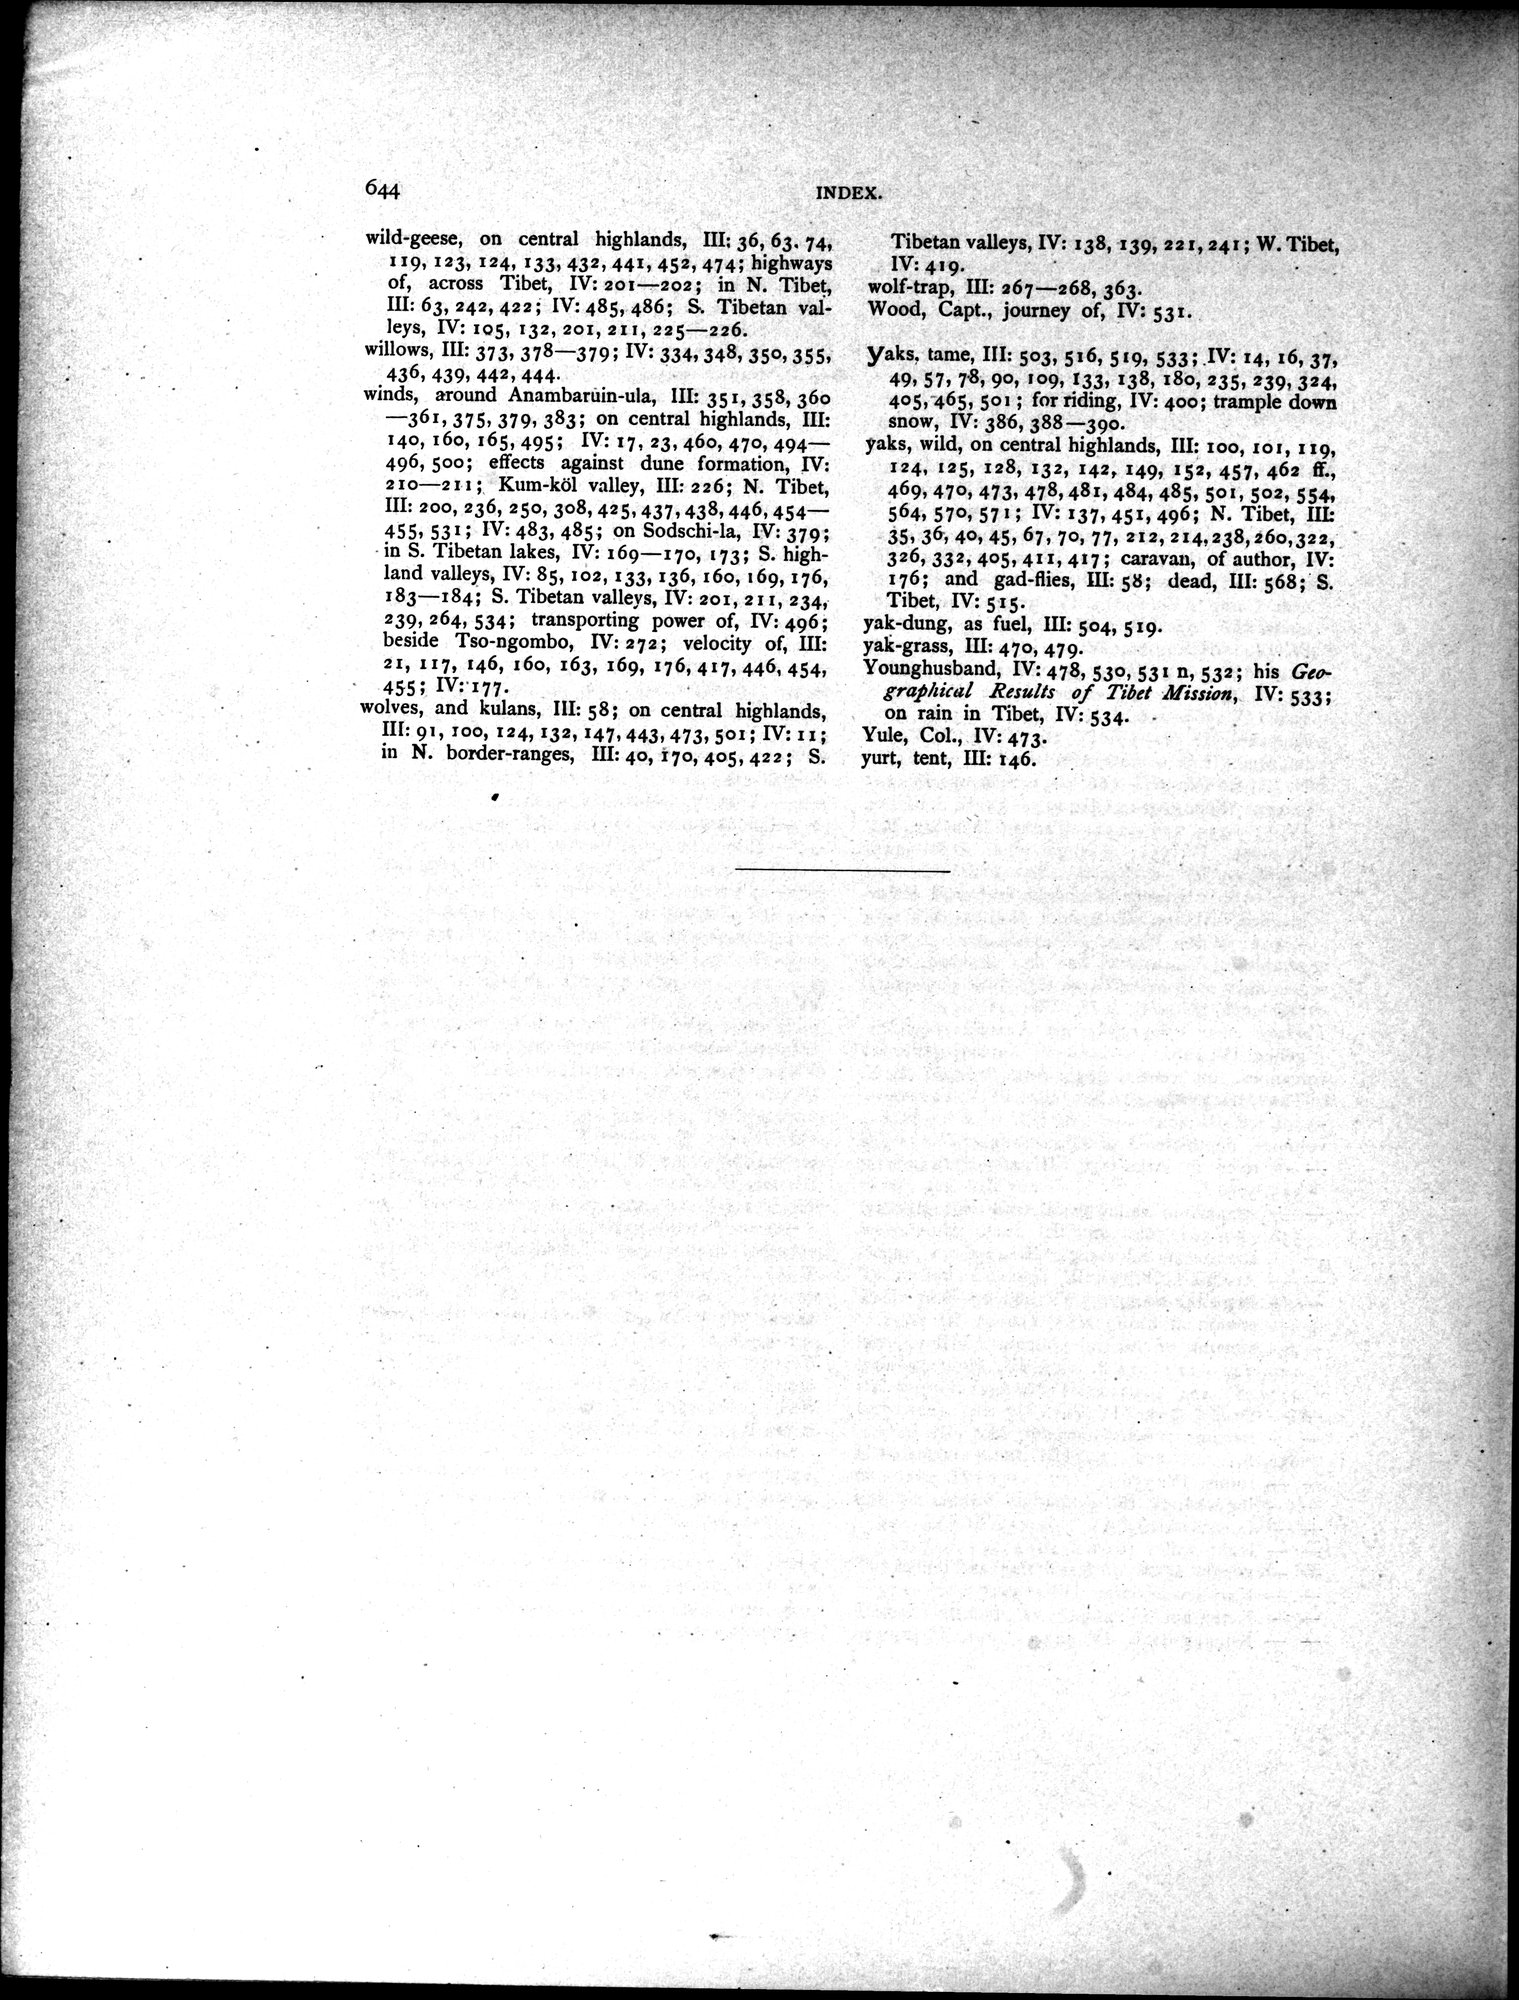 644
INDEX.
wild-geese, on central highlands, III: 36, 63. 74,
119, 123, 124, 133, 432, 441, 452, 474; highways
of, across Tibet, IV: 201—202; in N. Tibet,
III: 63, 242, 422; IV: 485, 486; S. Tibetan val-
leys, IV: 105, 132, 201, 211, 225—226.
willows, III: 373, 378—379; IV: 334, 348, 350, 355,
436, 439, 442, 444.
winds, around Anambaruin-ula, III: 351, 358, 360
—361, 375, 379, 383; on central highlands, III:
140, 160, 165, 495; IV: 17, 23, 460, 470, 494—
496, 500; effects against dune formation, IV:
210—211; Kum-köl valley, III: 226; N. Tibet,
III: 200, 236, 250, 308, 425, 437, 438, 446, 454—
455, 531; IV: 483, 485; on Sodschi-la, IV: 379;
in S. Tibetan lakes, IV: 169—170, 173; S. high-
land valleys, IV: 85, 102, 133, 136, 160, 169, 176,
183—184; S. Tibetan valleys, IV: 201, 211, 234,
239, 264, 534; transporting power of, IV: 496;
beside Tso-ngombo, IV: 272; velocity of, III:
21, 117, 146, 160, 163, 169, 176, 417, 446, 454,
455; IV: 177.
wolves, and kulans, III: 58; on central highlands,
III: 91, 100, 124, 132, 147, 443, 473, 501; IV: 11;
in N. border-ranges, III: 40, 170, 405, 422; S.
Tibetan valleys, IV: 138, 139, 221, 241; W. Tibet,
IV: 419.
wolf-trap, III: 267—268, 363.
Wood, Capt., journey of, IV: 531.
Yaks, tame, III: 503, 516, 519, 533; IV: 14, 16, 37,
49, 57, 78, 90, 109, 133, 138, 180, 235, 239, 324,
405, 465, 501; for riding, IV: 400; trample down
snow, IV: 386, 388—390.
yaks, wild, on central highlands, III: 100, 101, 119,
124, 125, 128, 132, 142, 149, 152, 457, 462 ff.,
469, 470, 473, 478, 481, 484, 485, 501, 502, 554,
564, 570, 571; IV: 137, 451, 496; N. Tibet, III:
35, 36, 40, 45, 67, 70, 77, 212, 214, 238, 260, 322,
326, 332, 405, 411, 417; caravan, of author, IV:
176; and gad-flies, III: 58; dead, III: 568; S.
Tibet, IV: 515.
yak-dung, as fuel, III: 504, 519.
yak-grass, III: 470, 479.
Younghusband, IV: 478, 530, 531 n, 532; his Geo-
graphical Results of Tibet Mission, IV: 533;
on rain in Tibet, IV: 534.
Yule, Col., IV: 473.
yurt, tent, III: 146.